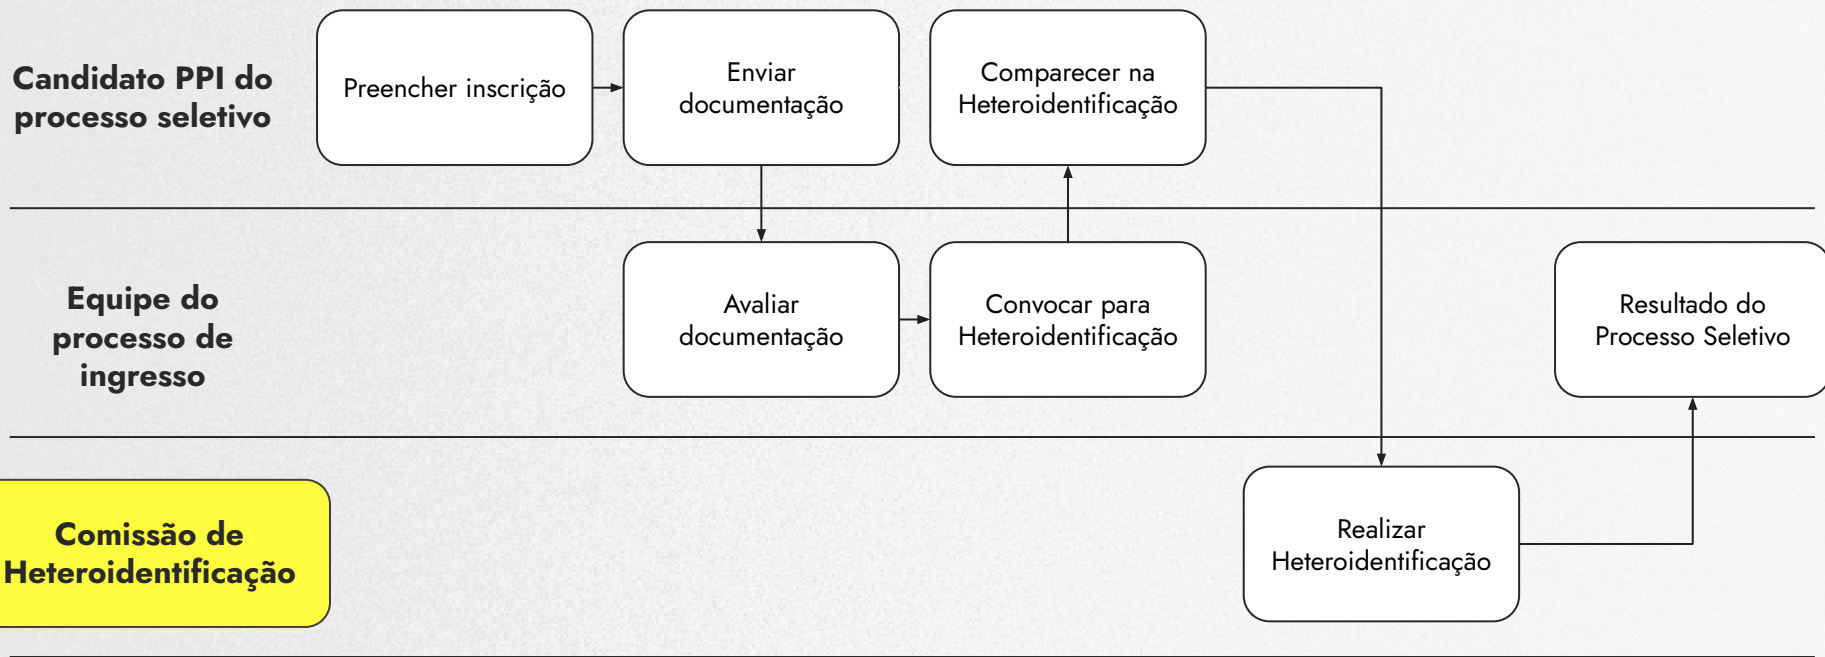 Candidato PPI do
processo seletivo
Preencher inscrição
Enviar
documentação
Comparecer na
Heteroidentificação
Equipe do
processo de
ingresso
Avaliar
documentação
Convocar para
Heteroidentificação
Resultado do
Processo Seletivo
Comissão de
Heteroidentificação
Realizar
Heteroidentificação